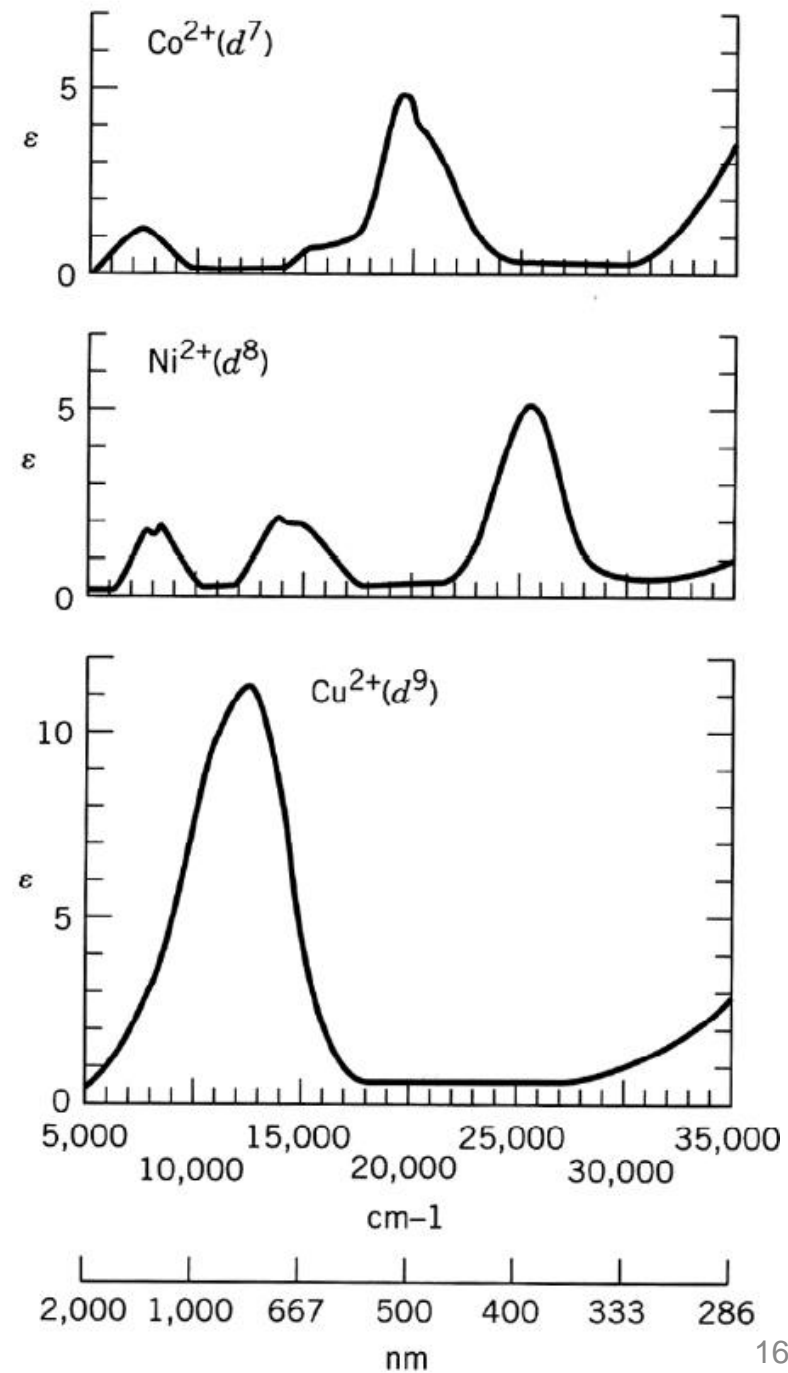 Co²⁺(d⁷)
5
ε
0
Ni²⁺(d⁸)
5
ε
0
Cu²⁺(d⁹)
10
ε
5
0
5,000 15,000 25,000 35,000
10,000 20,000 30,000
cm–1
2,000 1,000 667 500 400 333 286
nm
16